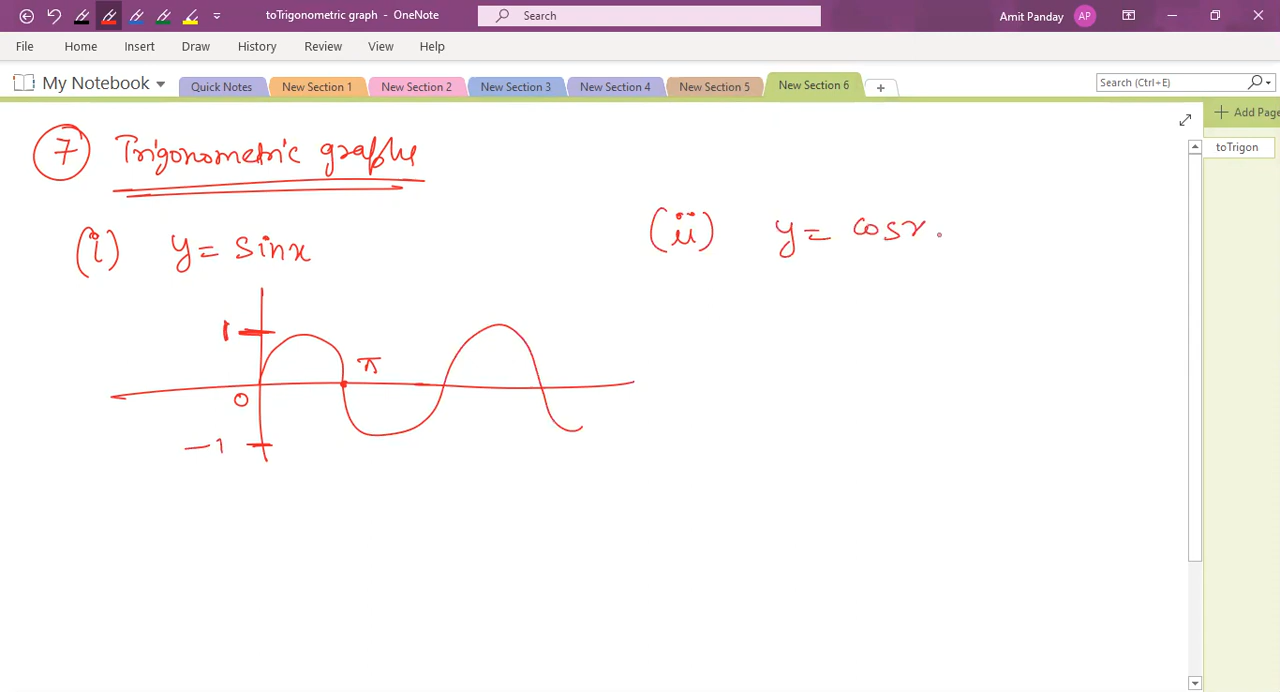 toTrigonometric graph - OneNote
Search
Amit Panday
AP
File Home Insert Draw History Review View Help
My Notebook
Quick Notes
New Section 1
New Section 2
New Section 3
New Section 4
New Section 5
New Section 6
+
Search (Ctrl+E)
+ Add Page
toTrigon
7 Trigonometric graphs
(i) y = sinx
(ii) y = cosx
1
π
0
-1